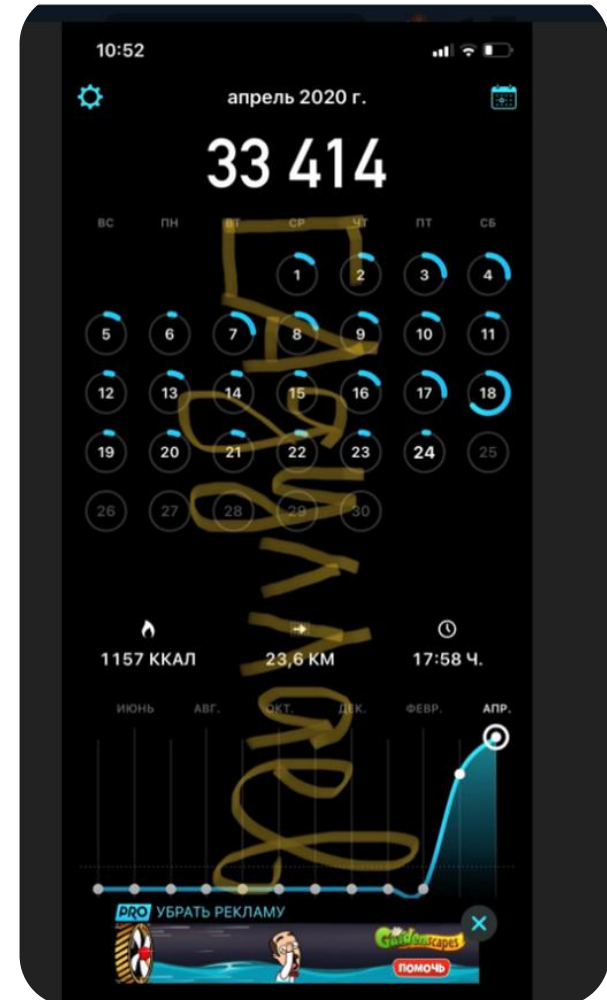 10:52
апрель 2020 г.
33 414
ВС ПН ВТ СР ЧТ ПТ СБ
1 2 3 4
5 6 7 8 9 10 11
12 13 14 15 16 17 18
19 20 21 22 23 24 25
26 27 28 29 30
1157 ККАЛ 23,6 КМ 17:58 Ч.
ИЮНЬ АВГ. ОКТ. ДЕК. ФЕВР. АПР.
PRO УБРАТЬ РЕКЛАМУ
Gardenscapes
ПОМОЧЬ